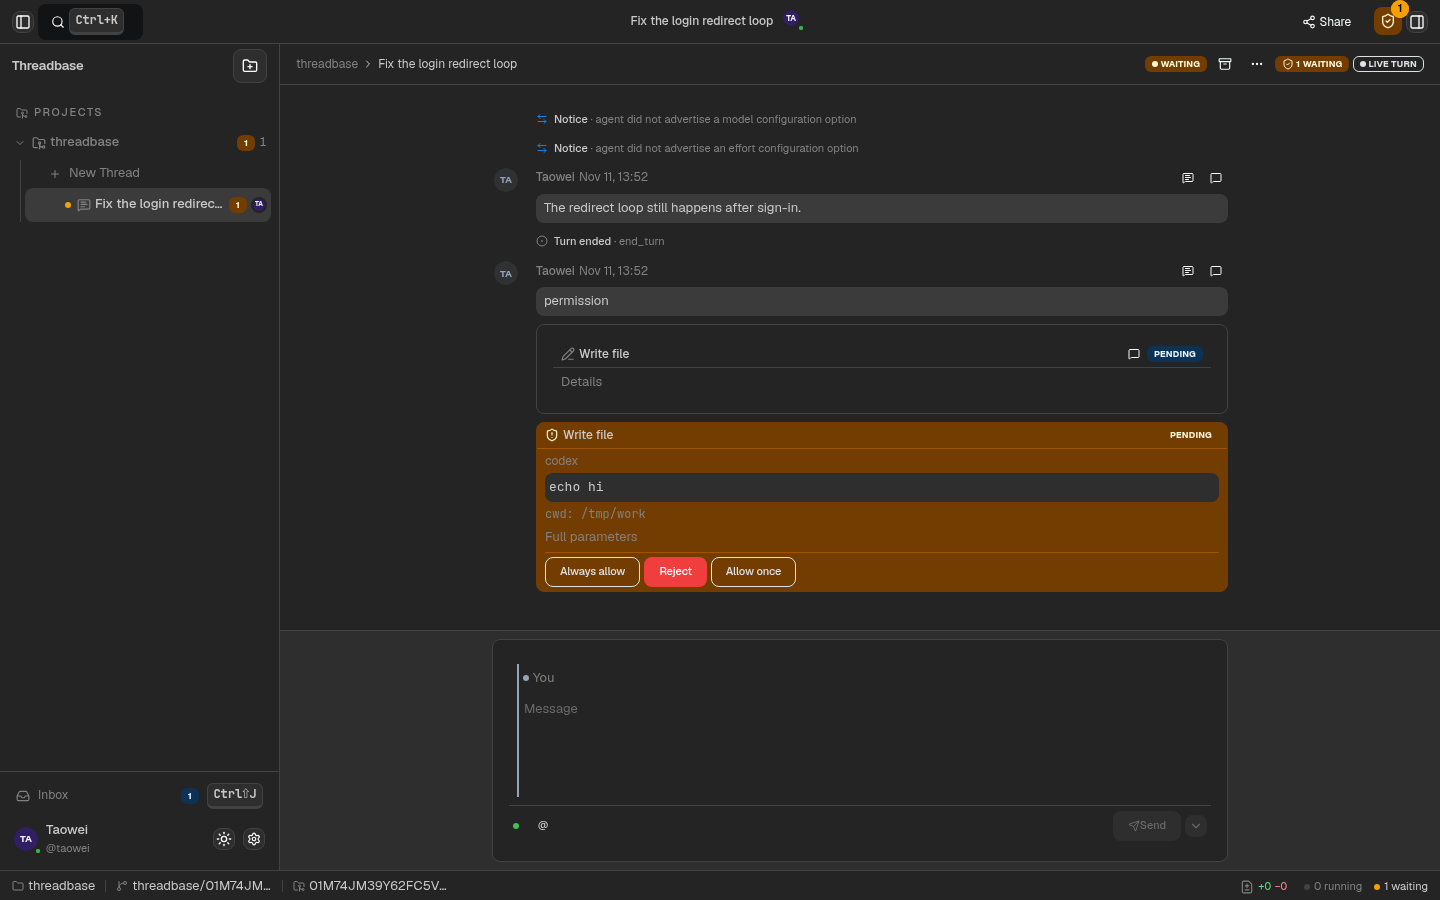 Ctrl+K
Fix the login redirect loop
TA
Share
1
Threadbase
threadbase > Fix the login redirect loop
WAITING
1 WAITING
LIVE TURN
PROJECTS
threadbase
1
1
New Thread
Fix the login redirec...
1
TA
Notice · agent did not advertise a model configuration option
Notice · agent did not advertise an effort configuration option
TA
Taowei Nov 11, 13:52
The redirect loop still happens after sign-in.
Turn ended · end_turn
TA
Taowei Nov 11, 13:52
permission
Write file
PENDING
Details
Write file
PENDING
codex
echo hi
cwd: /tmp/work
Full parameters
Always allow
Reject
Allow once
You
Message
@
Send
Inbox
1
Ctrl⇧J
TA
Taowei
@taowei
threadbase
threadbase/01M74JM...
01M74JM39Y62FC5V...
+0 −0
0 running
1 waiting